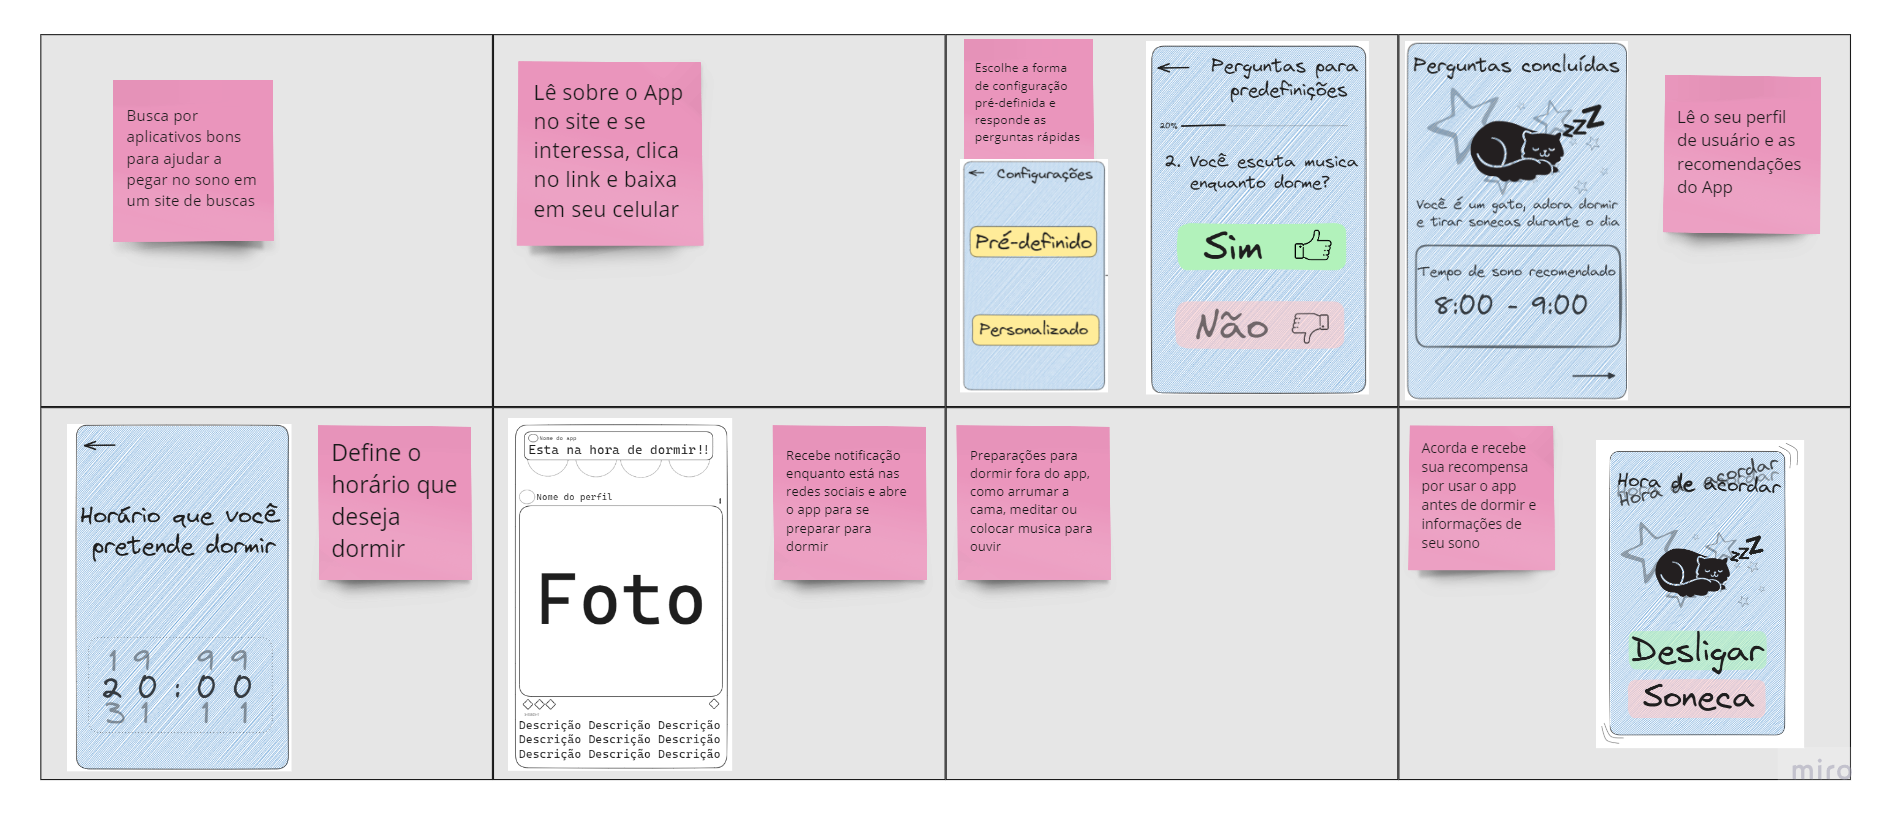 Busca por
aplicativos bons
para ajudar a
pegar no sono em
um site de buscas
Lê sobre o App
no site e se
interessa, clica
no link e baixa
em seu celular
Escolhe a forma
de configuração
pré-definida e
responde as
perguntas rápidas
Configurações
Pré-definido
Personalizado
Perguntas para
predefinições
20%
2. Você escuta musica
enquanto dorme?
Sim
Não
Perguntas concluídas
zzz
Você é um gato, adora dormir
e tirar sonecas durante o dia
Tempo de sono recomendado
8:00 - 9:00
Lê o seu perfil
de usuário e as
recomendações
do App
Horário que você
pretende dormir
19 99
20:00
31 11
Define o
horário que
deseja
dormir
Nome do app
Esta na hora de dormir!!
Nome do perfil
Foto
Descrição Descrição Descrição
Descrição Descrição Descrição
Descrição Descrição Descrição
Recebe notificação
enquanto está nas
redes sociais e abre
o app para se
preparar para
dormir
Preparações para
dormir fora do app,
como arrumar a
cama, meditar ou
colocar musica para
ouvir
Acorda e recebe
sua recompensa
por usar o app
antes de dormir e
informações de
seu sono
Hora de acordar
zzz
Desligar
Soneca
miro